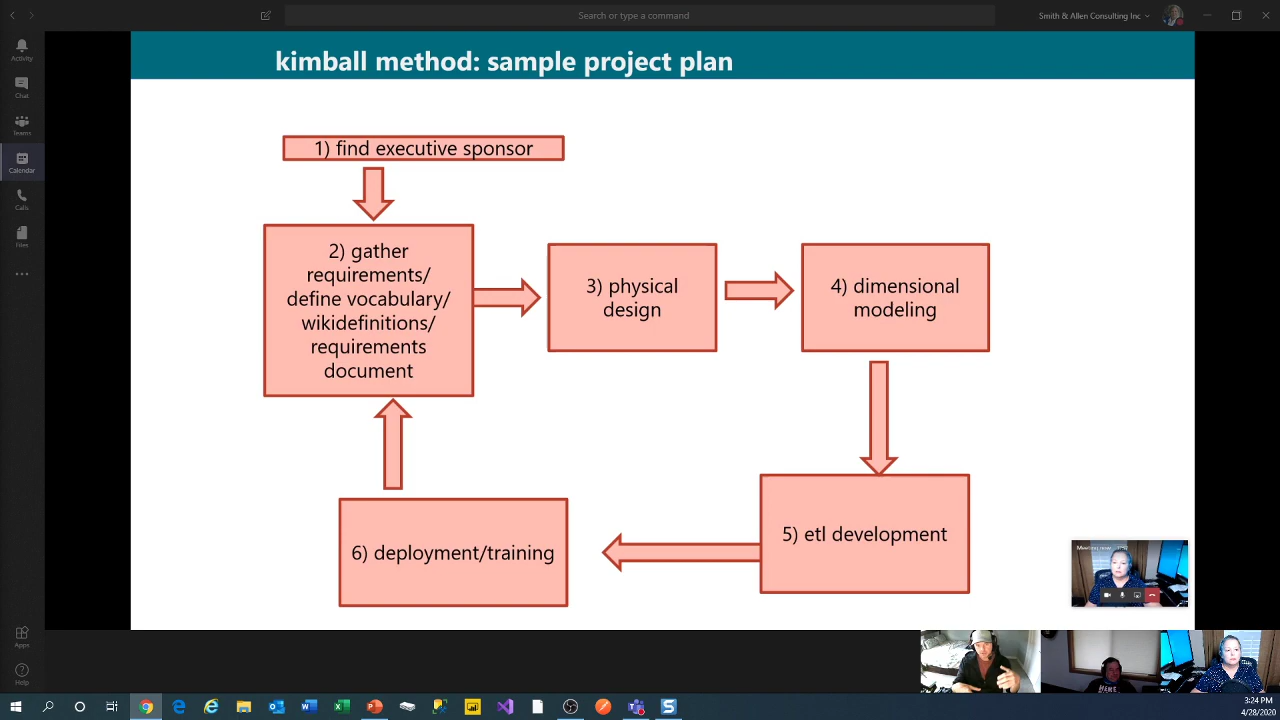 Search or type a command
Smith & Allen Consulting Inc
Activity
Chat
Teams
Calendar
Calls
Files
Apps
Help
kimball method: sample project plan
1) find executive sponsor
2) gather
requirements/
define vocabulary/
wikidefinitions/
requirements
document
3) physical
design
4) dimensional
modeling
5) etl development
6) deployment/training
3:24 PM
4/28/2020